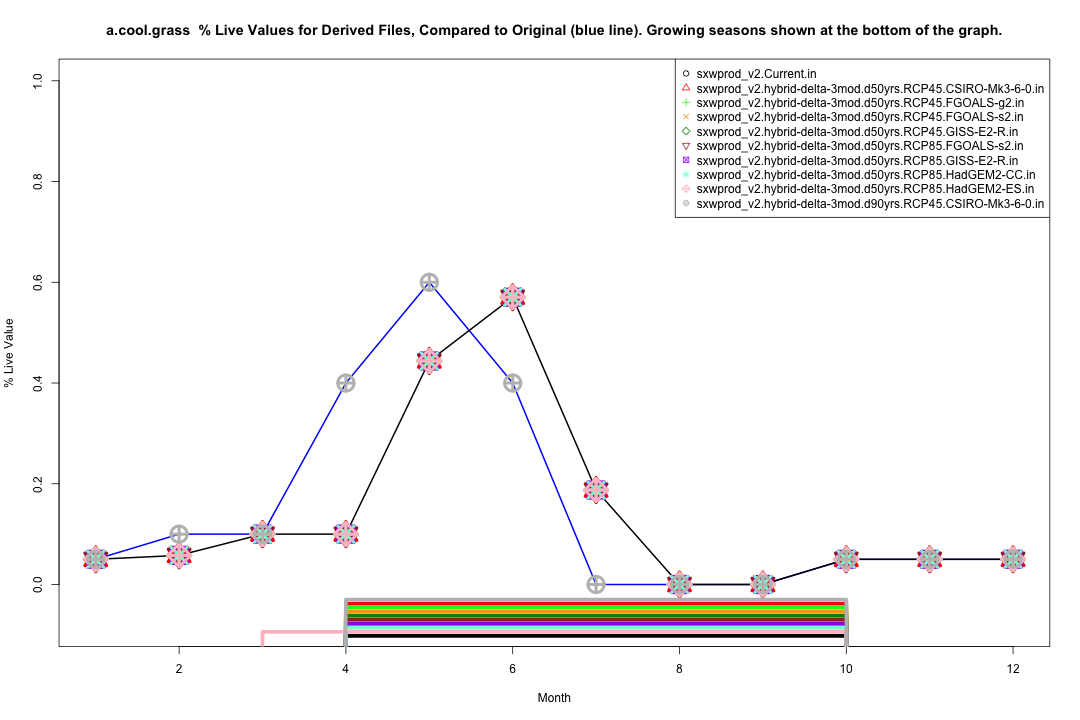 a.cool.grass  % Live Values for Derived Files, Compared to Original (blue line). Growing seasons shown at the bottom of the graph.
sxwprod_v2.Current.in
sxwprod_v2.hybrid-delta-3mod.d50yrs.RCP45.CSIRO-Mk3-6-0.in
sxwprod_v2.hybrid-delta-3mod.d50yrs.RCP45.FGOALS-g2.in
sxwprod_v2.hybrid-delta-3mod.d50yrs.RCP45.FGOALS-s2.in
sxwprod_v2.hybrid-delta-3mod.d50yrs.RCP45.GISS-E2-R.in
sxwprod_v2.hybrid-delta-3mod.d50yrs.RCP85.FGOALS-s2.in
sxwprod_v2.hybrid-delta-3mod.d50yrs.RCP85.GISS-E2-R.in
sxwprod_v2.hybrid-delta-3mod.d50yrs.RCP85.HadGEM2-CC.in
sxwprod_v2.hybrid-delta-3mod.d50yrs.RCP85.HadGEM2-ES.in
sxwprod_v2.hybrid-delta-3mod.d90yrs.RCP45.CSIRO-Mk3-6-0.in
% Live Value
1.0
0.8
0.6
0.4
0.2
0.0
2 4 6 8 10 12
Month